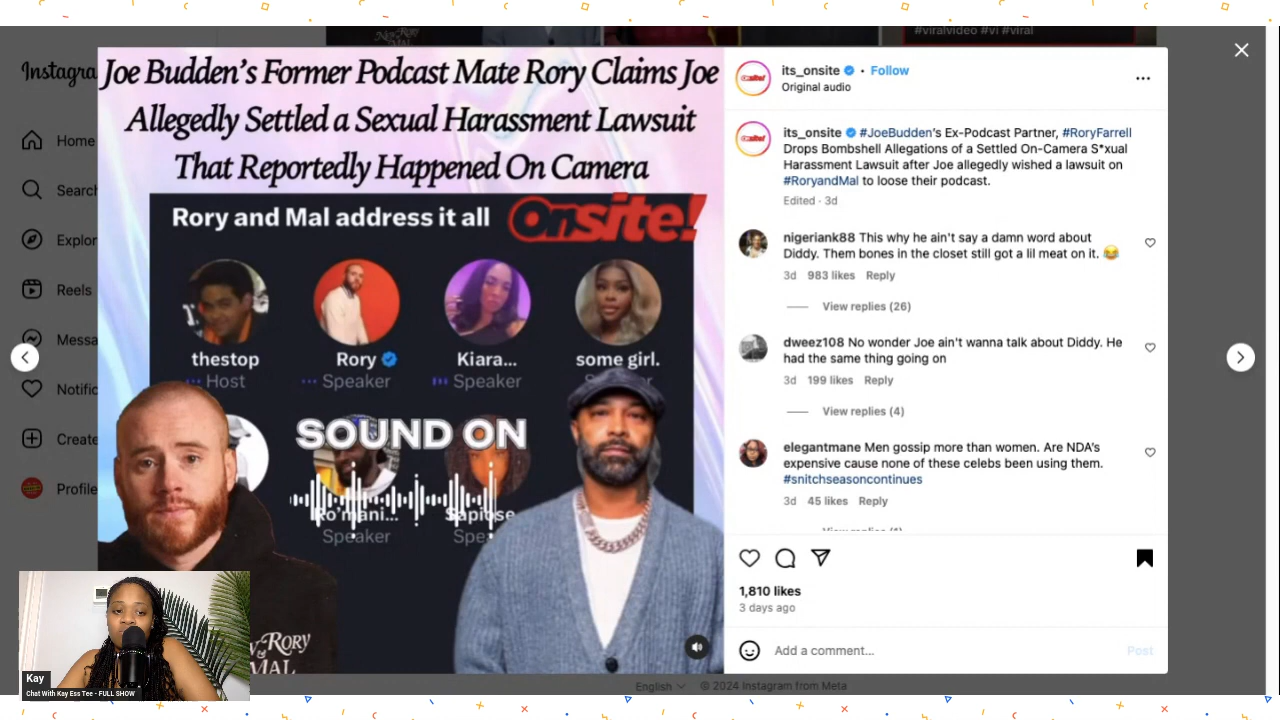 #viralvideo #vi #viral
Instagra
Home
Search
Explor
Reels
Messa
Notific
Create
Profile
Joe Budden's Former Podcast Mate Rory Claims Joe
Allegedly Settled a Sexual Harassment Lawsuit
That Reportedly Happened On Camera
Rory and Mal address it all
Onsite!
thestop
Rory
Kiara...
some girl.
Host
Speaker
Speaker
SOUND ON
Ro'mani...
Sapiose
Speaker
Spe
RORY
MAL
its_onsite • Follow
Original audio
its_onsite #JoeBudden's Ex-Podcast Partner, #RoryFarrell
Drops Bombshell Allegations of a Settled On-Camera S*xual
Harassment Lawsuit after Joe allegedly wished a lawsuit on
#RoryandMal to loose their podcast.
Edited · 3d
nigeriank88 This why he ain't say a damn word about
Diddy. Them bones in the closet still got a lil meat on it. 😂
3d 983 likes Reply
View replies (26)
dweez108 No wonder Joe ain't wanna talk about Diddy. He
had the same thing going on
3d 199 likes Reply
View replies (4)
elegantmane Men gossip more than women. Are NDA's
expensive cause none of these celebs been using them.
#snitchseasoncontinues
3d 45 likes Reply
1,810 likes
3 days ago
Add a comment...
Post
English
© 2024 Instagram from Meta
Kay
Chat With Kay Ess Tee - FULL SHOW